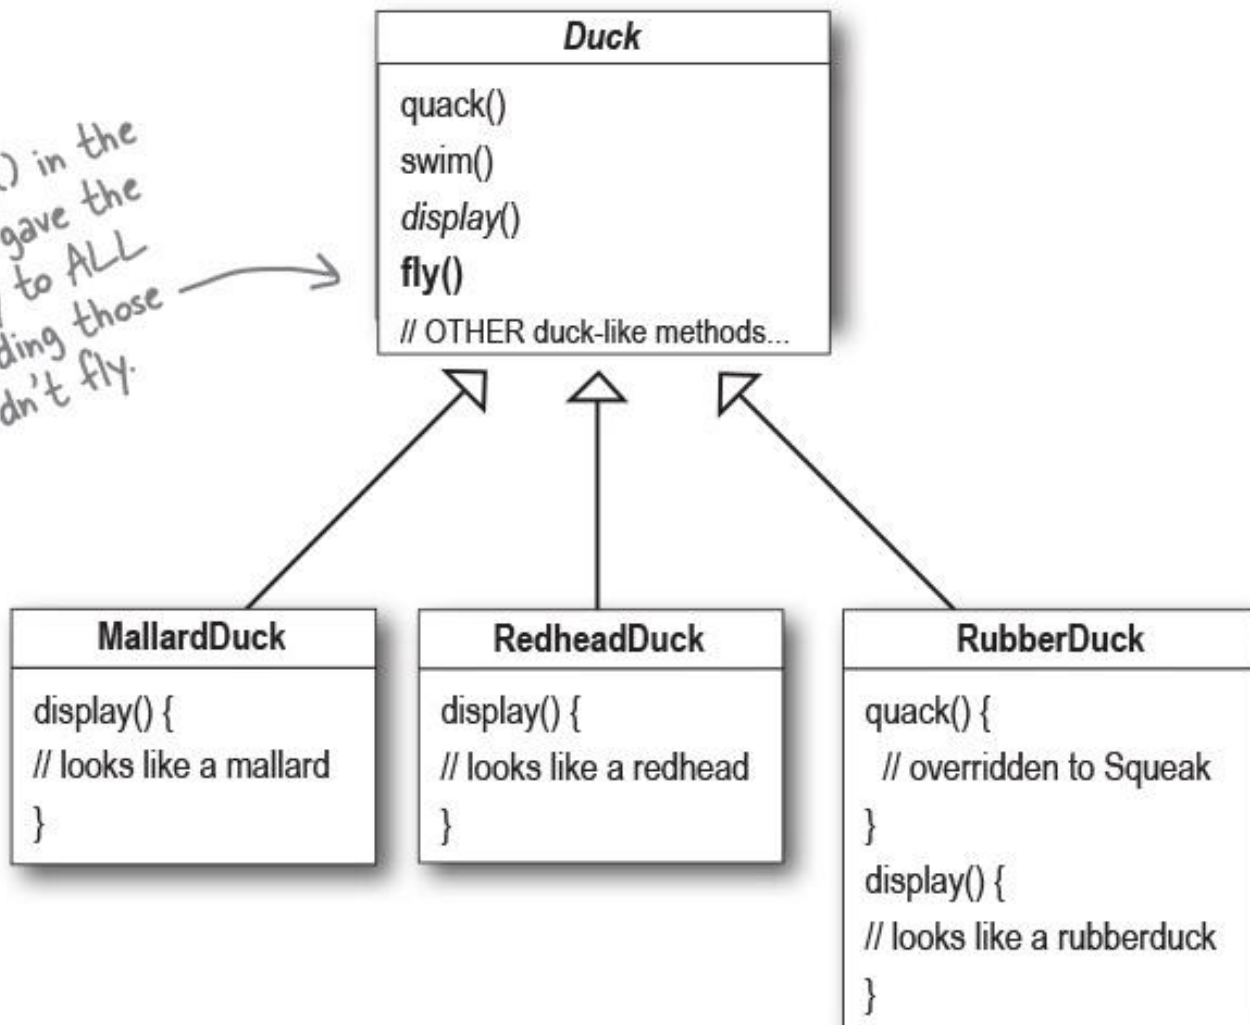 Duck
quack()
swim()
display()
fly()
// OTHER duck-like methods...
() in the
gave the
to ALL
ding those
dn't fly.
MallardDuck
display() {
// looks like a mallard
}
RedheadDuck
display() {
// looks like a redhead
}
RubberDuck
quack() {
// overridden to Squeak
}
display() {
// looks like a rubberduck
}